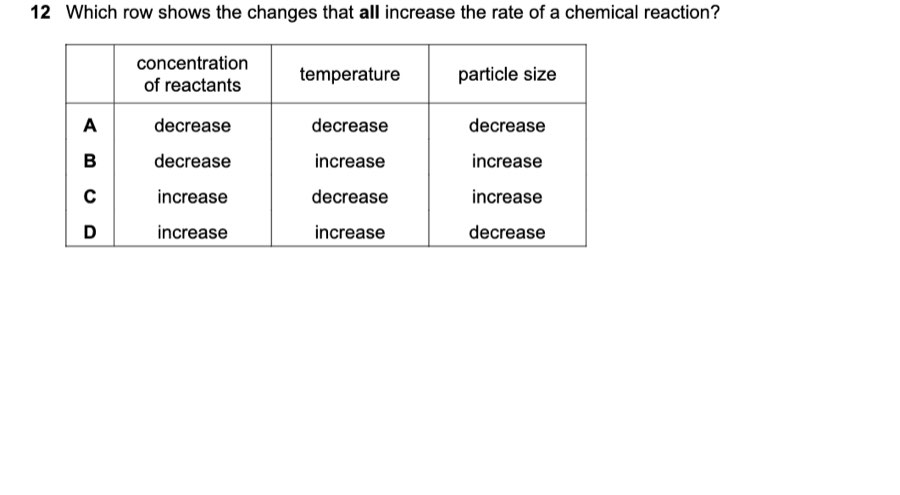 12 Which row shows the changes that all increase the rate of a chemical reaction?
concentration of reactants temperature particle size
A decrease decrease decrease
B decrease increase increase
C increase decrease increase
D increase increase decrease